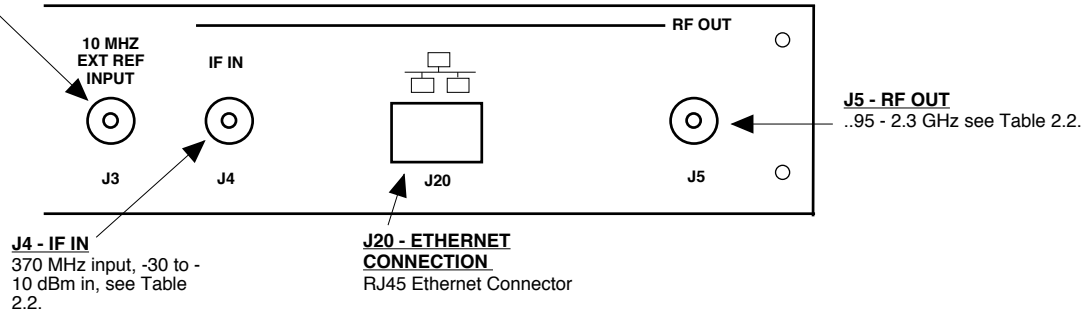 RF OUT
10 MHZ
EXT REF
INPUT
IF IN
J3
J4
J20
J5
J5 - RF OUT
..95 - 2.3 GHz see Table 2.2.
J4 - IF IN
370 MHz input, -30 to -
10 dBm in, see Table
2.2.
J20 - ETHERNET
CONNECTION
RJ45 Ethernet Connector